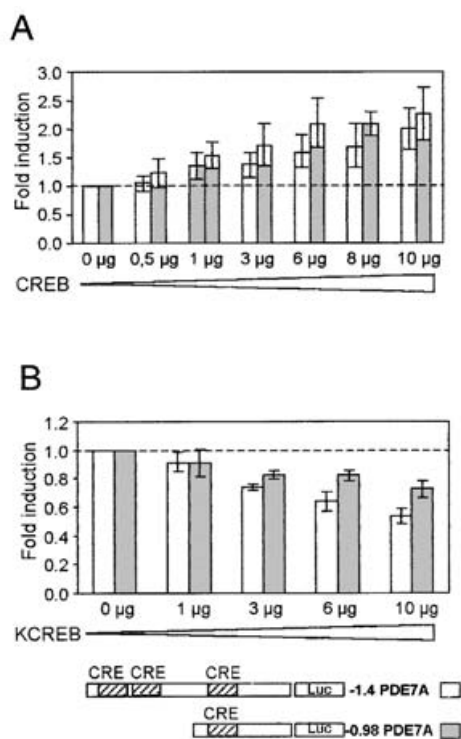 A
Fold induction
3.0
2.5
2.0
1.5
1.0
0.5
0.0
0 µg 0,5 µg 1 µg 3 µg 6 µg 8 µg 10 µg
CREB
B
Fold induction
1.2
1.0
0.8
0.6
0.4
0.2
0.0
0 µg 1 µg 3 µg 6 µg 10 µg
KCREB
CRE CRE CRE
Luc -1.4 PDE7A
CRE
Luc -0.98 PDE7A